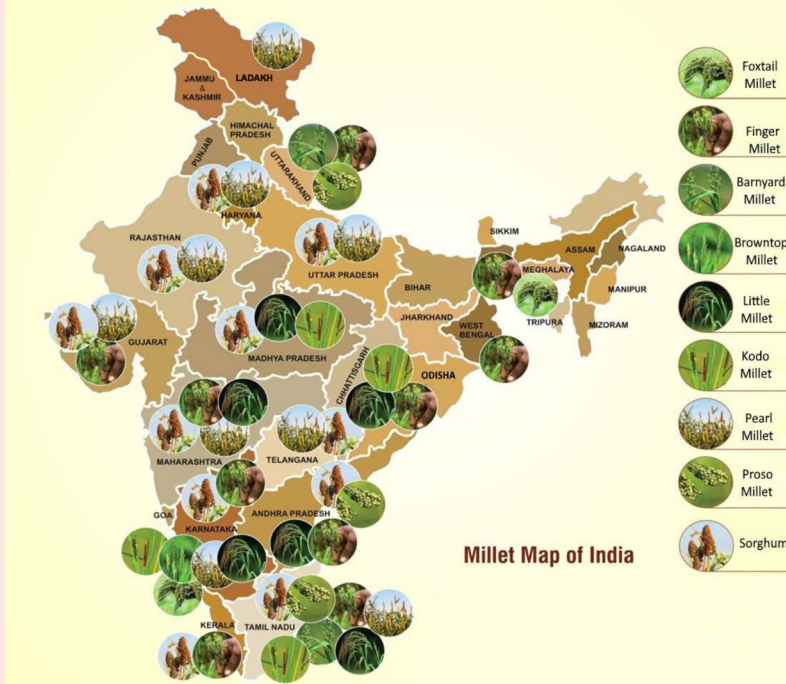 LADAKH
JAMMU
&
KASHMIR
HIMACHAL
PRADESH
PUNJAB
UTTARAKHAND
HARYANA
RAJASTHAN
UTTAR PRADESH
SIKKIM
ASSAM
NAGALAND
MEGHALAYA
BIHAR
MANIPUR
JHARKHAND
WEST
BENGAL
TRIPURA
MIZORAM
GUJARAT
MADHYA PRADESH
CHHATTISGARH
ODISHA
MAHARASHTRA
TELANGANA
GOA
ANDHRA PRADESH
KARNATAKA
KERALA
TAMIL NADU
Millet Map of India
Foxtail
Millet
Finger
Millet
Barnyard
Millet
Browntop
Millet
Little
Millet
Kodo
Millet
Pearl
Millet
Proso
Millet
Sorghum